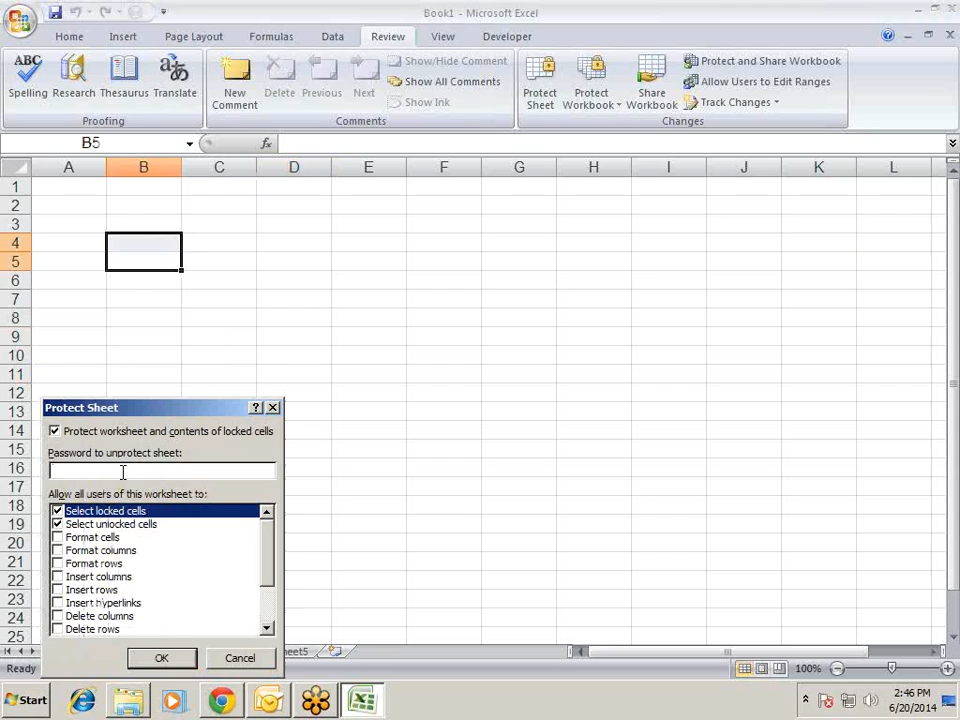 Book1 - Microsoft Excel
Home Insert Page Layout Formulas Data Review View Developer
ABC
Spelling Research Thesaurus Translate
New Comment Delete Previous Next
Show/Hide Comment
Show All Comments
Show Ink
Protect Sheet Protect Workbook Share Workbook
Protect and Share Workbook
Allow Users to Edit Ranges
Track Changes
Proofing Comments Changes
B5 fx
A B C D E F G H I J K L
1
2
3
4
5
6
7
8
9
10
11
12
13
14
15
16
17
18
19
20
21
22
23
24
25
Protect Sheet
Protect worksheet and contents of locked cells
Password to unprotect sheet:
Allow all users of this worksheet to:
Select locked cells
Select unlocked cells
Format cells
Format columns
Format rows
Insert columns
Insert rows
Insert hyperlinks
Delete columns
Delete rows
OK Cancel
eet5
Ready 100%
Start 2:46 PM
6/20/2014